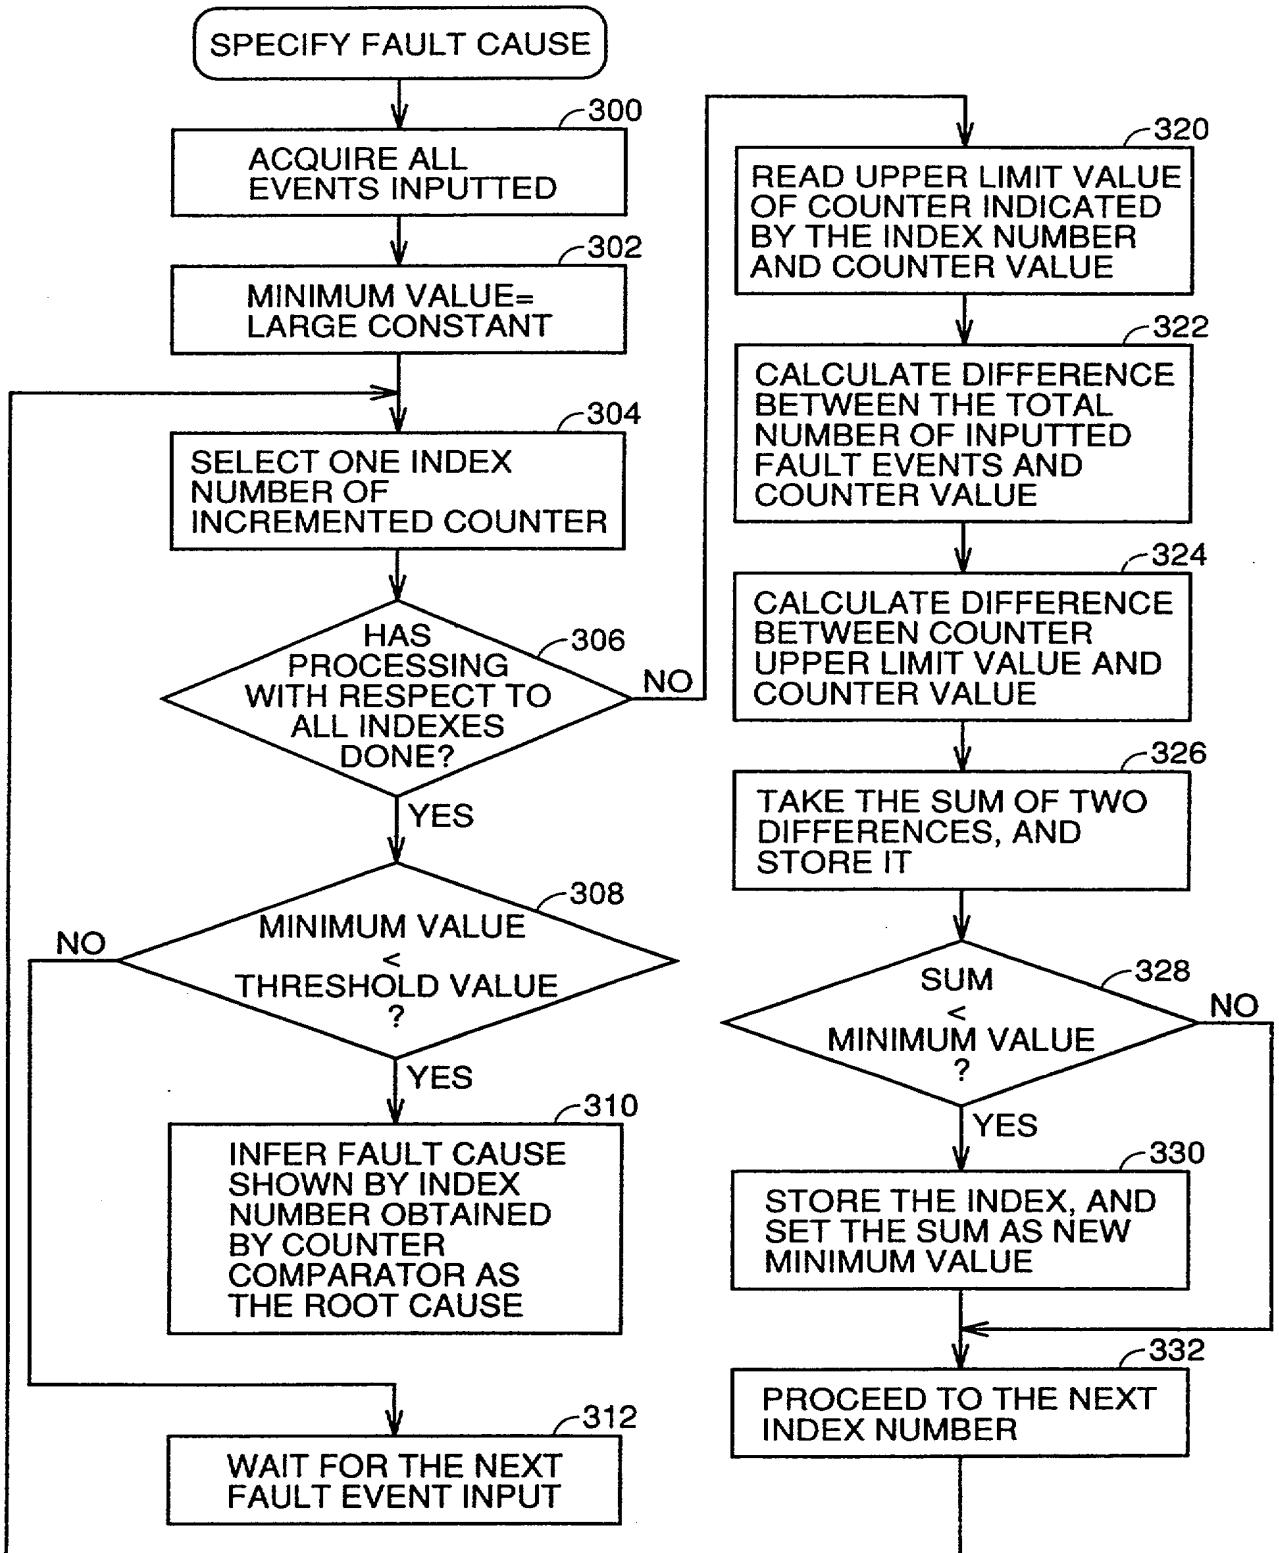 SPECIFY FAULT CAUSE
300
ACQUIRE ALL
EVENTS INPUTTED
302
MINIMUM VALUE=
LARGE CONSTANT
304
SELECT ONE INDEX
NUMBER OF
INCREMENTED COUNTER
306
HAS
PROCESSING
WITH RESPECT TO
ALL INDEXES
DONE?
NO
YES
308
MINIMUM VALUE
<
THRESHOLD VALUE
?
NO
YES
310
INFER FAULT CAUSE
SHOWN BY INDEX
NUMBER OBTAINED
BY COUNTER
COMPARATOR AS
THE ROOT CAUSE
312
WAIT FOR THE NEXT
FAULT EVENT INPUT
320
READ UPPER LIMIT VALUE
OF COUNTER INDICATED
BY THE INDEX NUMBER
AND COUNTER VALUE
322
CALCULATE DIFFERENCE
BETWEEN THE TOTAL
NUMBER OF INPUTTED
FAULT EVENTS AND
COUNTER VALUE
324
CALCULATE DIFFERENCE
BETWEEN COUNTER
UPPER LIMIT VALUE AND
COUNTER VALUE
326
TAKE THE SUM OF TWO
DIFFERENCES, AND
STORE IT
328
SUM
<
MINIMUM VALUE
?
NO
YES
330
STORE THE INDEX, AND
SET THE SUM AS NEW
MINIMUM VALUE
332
PROCEED TO THE NEXT
INDEX NUMBER